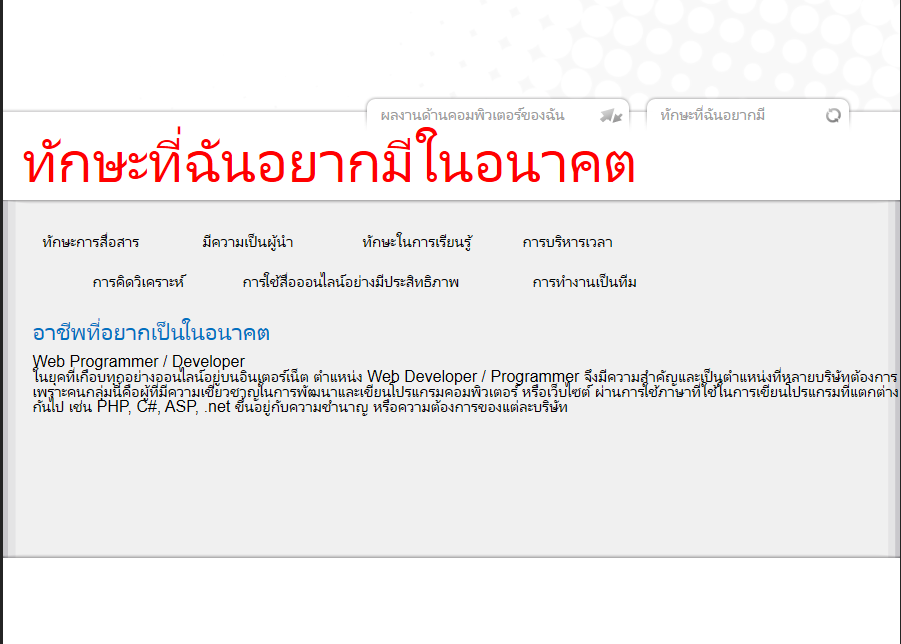 ผลงานด้านคอมพิวเตอร์ของฉัน ทักษะที่ฉันอยากมี
ทักษะที่ฉันอยากมีในอนาคต
ทักษะการสื่อสาร มีความเป็นผู้นำ ทักษะในการเรียนรู้ การบริหารเวลา
การคิดวิเคราะห์ การใช้สื่อออนไลน์อย่างมีประสิทธิภาพ การทำงานเป็นทีม
อาชีพที่อยากเป็นในอนาคต
Web Programmer / Developer
ในยุคที่เกือบทุกอย่างออนไลน์อยู่บนอินเตอร์เน็ต ตำแหน่ง Web Developer / Programmer จึงมีความสำคัญและเป็นตำแหน่งที่หลายบริษัทต้องการ
เพราะคนกลุ่มนี้คือผู้ที่มีความเชี่ยวชาญในการพัฒนาและเขียนโปรแกรมคอมพิวเตอร์ หรือเว็บไซต์ ผ่านการใช้ภาษาที่ใช้ในการเขียนโปรแกรมที่แตกต่าง
กันไป เช่น PHP, C#, ASP, .net ขึ้นอยู่กับความชำนาญ หรือความต้องการของแต่ละบริษัท